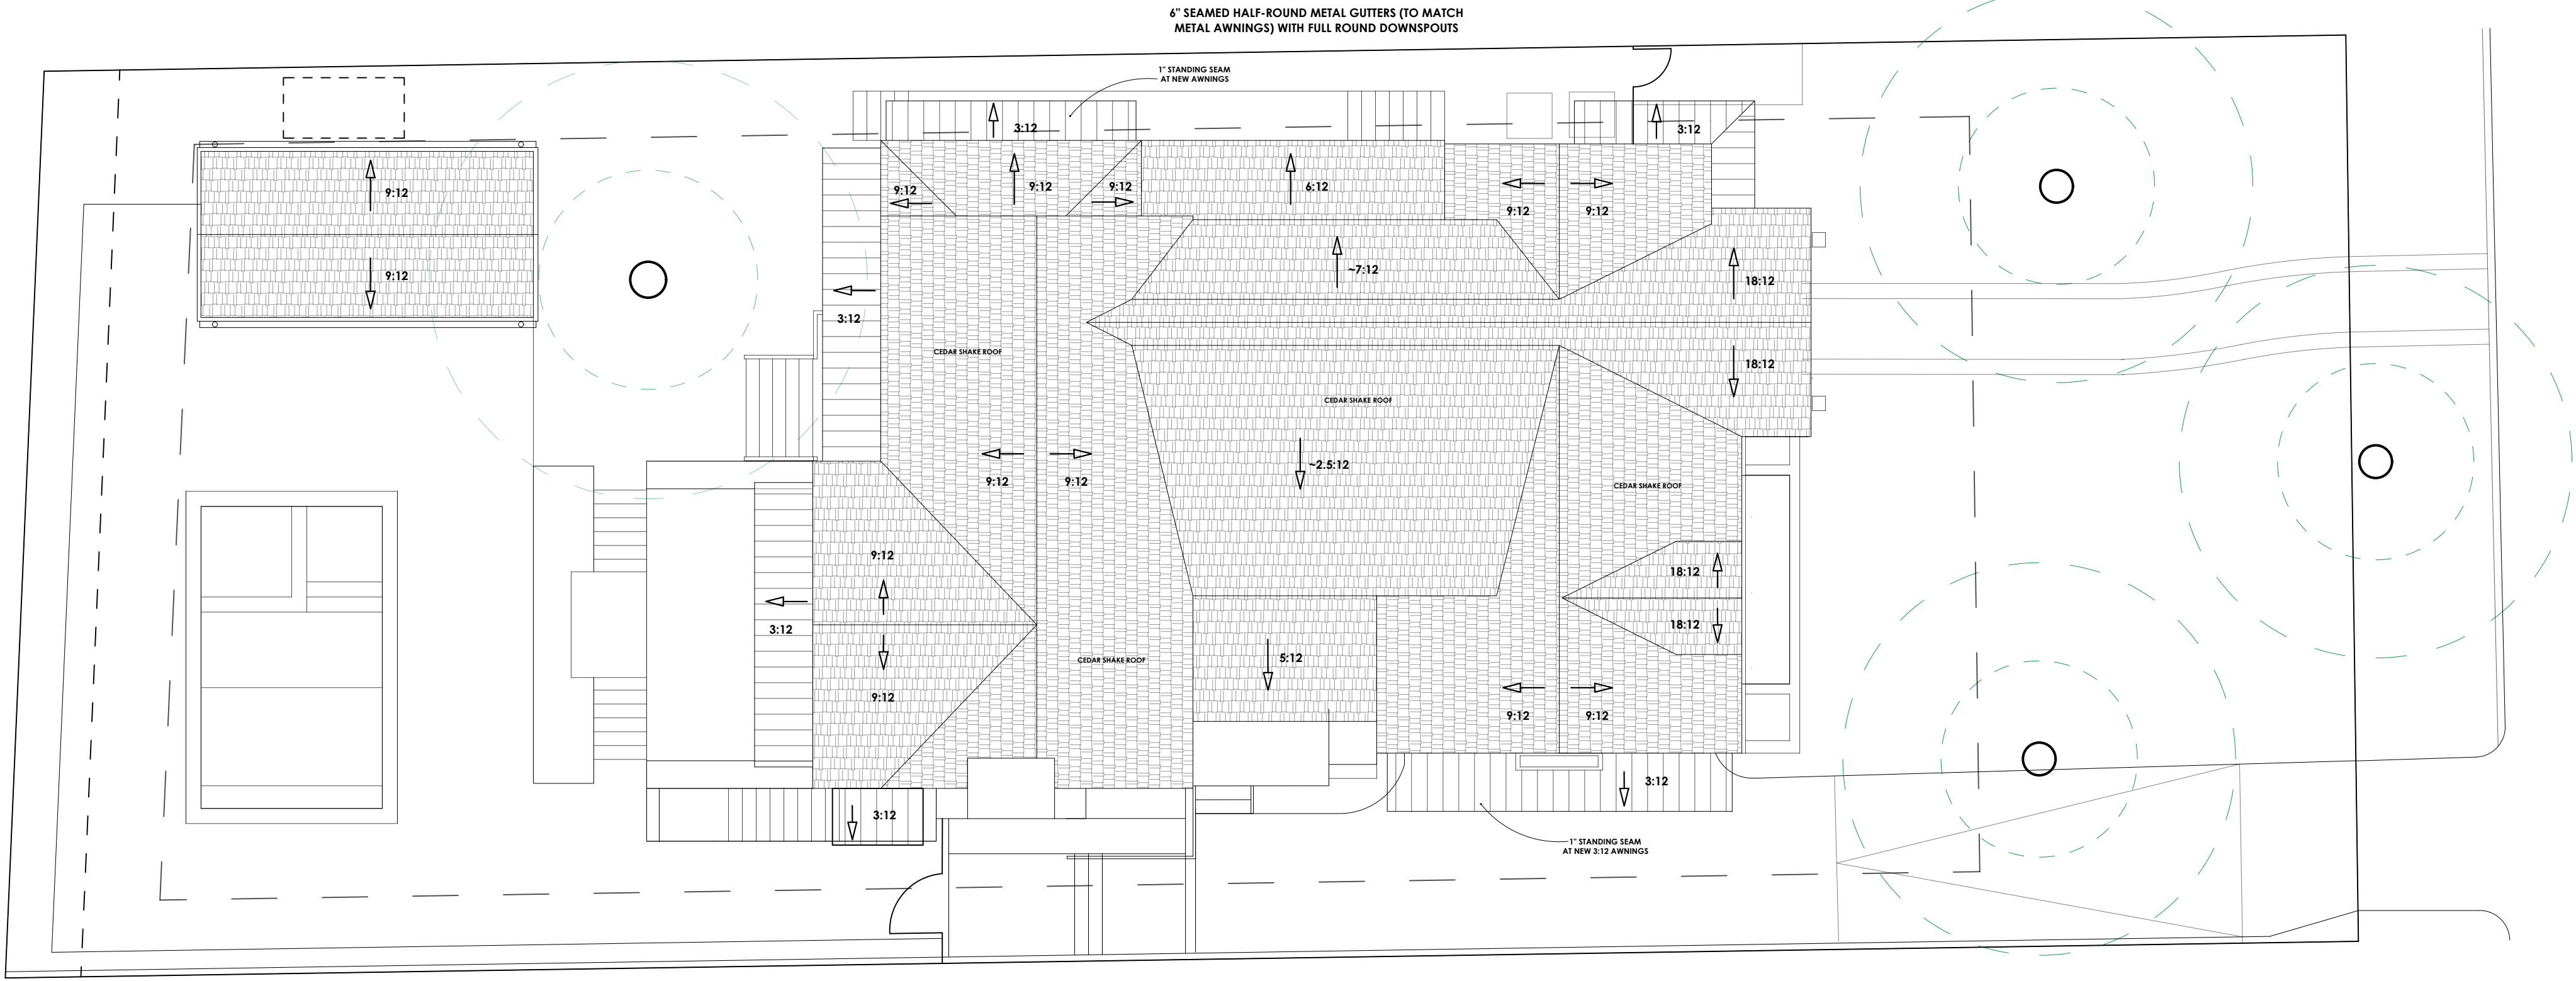 6" SEAMED HALF-ROUND METAL GUTTERS (TO MATCH
METAL AWNINGS) WITH FULL ROUND DOWNSPOUTS
1" STANDING SEAM
AT NEW AWNINGS
3:12
3:12
9:12
9:12
9:12
9:12
6:12
9:12
9:12
9:12
~7:12
18:12
3:12
CEDAR SHAKE ROOF
18:12
CEDAR SHAKE ROOF
~2.5:12
9:12
9:12
CEDAR SHAKE ROOF
9:12
18:12
3:12
18:12
CEDAR SHAKE ROOF
5:12
9:12
9:12
9:12
3:12
3:12
1" STANDING SEAM
AT NEW 3:12 AWNINGS